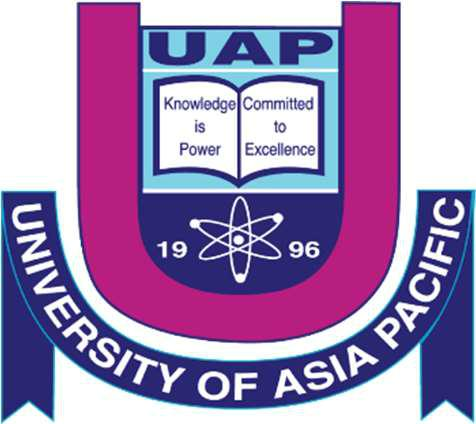 UAP
Knowledge
is
Power
Committed
to
Excellence
19 96
UNIVERSITY OF ASIA PACIFIC